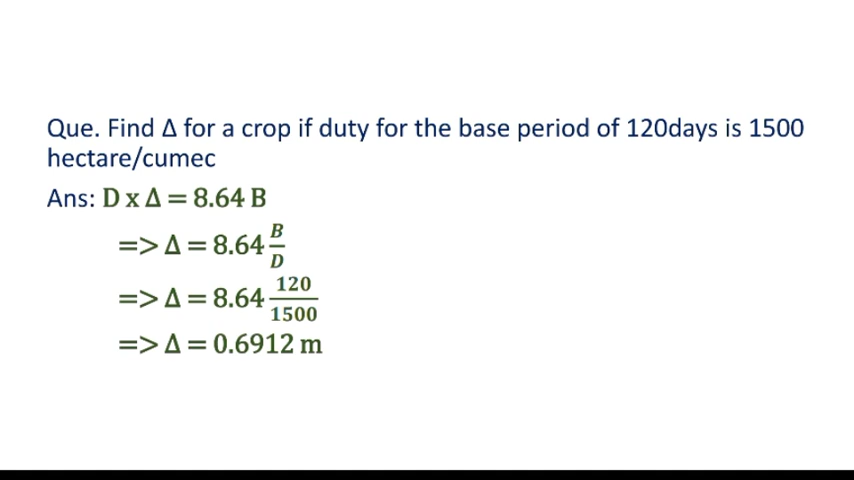 Que. Find Δ for a crop if duty for the base period of 120days is 1500
hectare/cumec
Ans: D x Δ = 8.64 B
=> Δ = 8.64 B/D
=> Δ = 8.64 120/1500
=> Δ = 0.6912 m